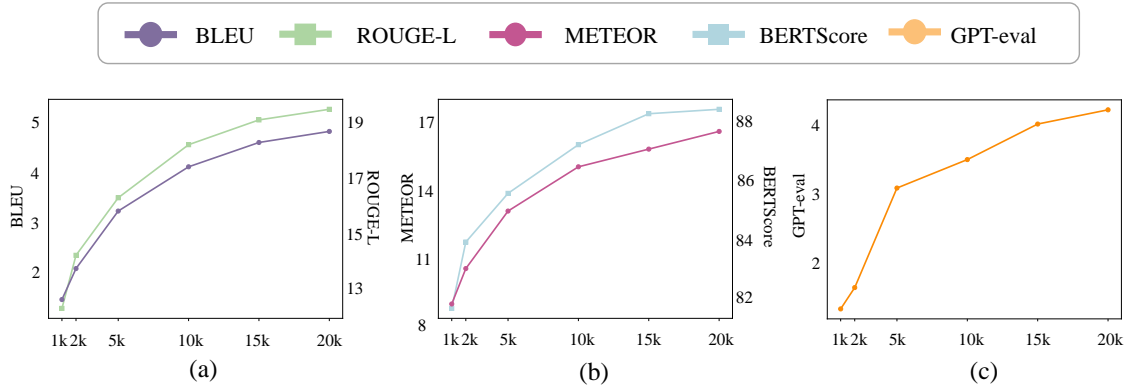 BLEU ROUGE-L METEOR BERTScore GPT-eval
5
4
3
2
BLEU
19
17
15
13
ROUGE-L
1k 2k 5k 10k 15k 20k
(a)
17
14
11
8
METEOR
88
86
84
82
BERTScore
1k 2k 5k 10k 15k 20k
(b)
4
3
2
GPT-eval
1k 2k 5k 10k 15k 20k
(c)